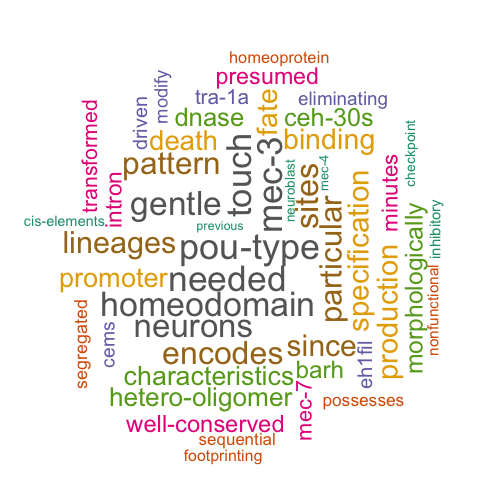 homeoprotein
presumed
tra-1a
eliminating
modify
driven
dnase
fate
ceh-30s
death
binding
checkpoint
transformed
intron
pattern
touch
mec-3
neuroblast
mec-4
sites
minutes
gentle
cis-elements
previous
particular
specification
inhibitory
lineages
pou-type
morphologically
promoter
needed
production
nonfunctional
homeodomain
segregated
cems
neurons
encodes
since
eh1fil
characteristics
barh
hetero-oligomer
mec-7
possesses
well-conserved
sequential
footprinting